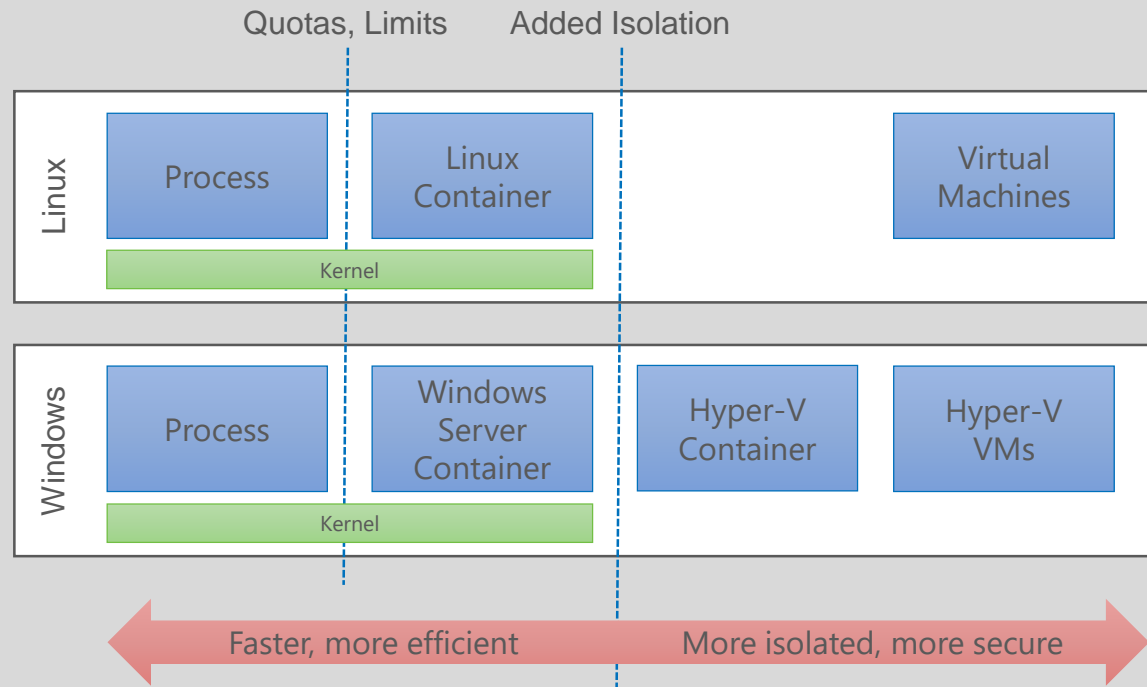 Quotas, Limits
Added Isolation
Linux
Process
Linux
Container
Virtual
Machines
Kernel
Windows
Process
Windows
Server
Container
Hyper-V
Container
Hyper-V
VMs
Kernel
Faster, more efficient
More isolated, more secure